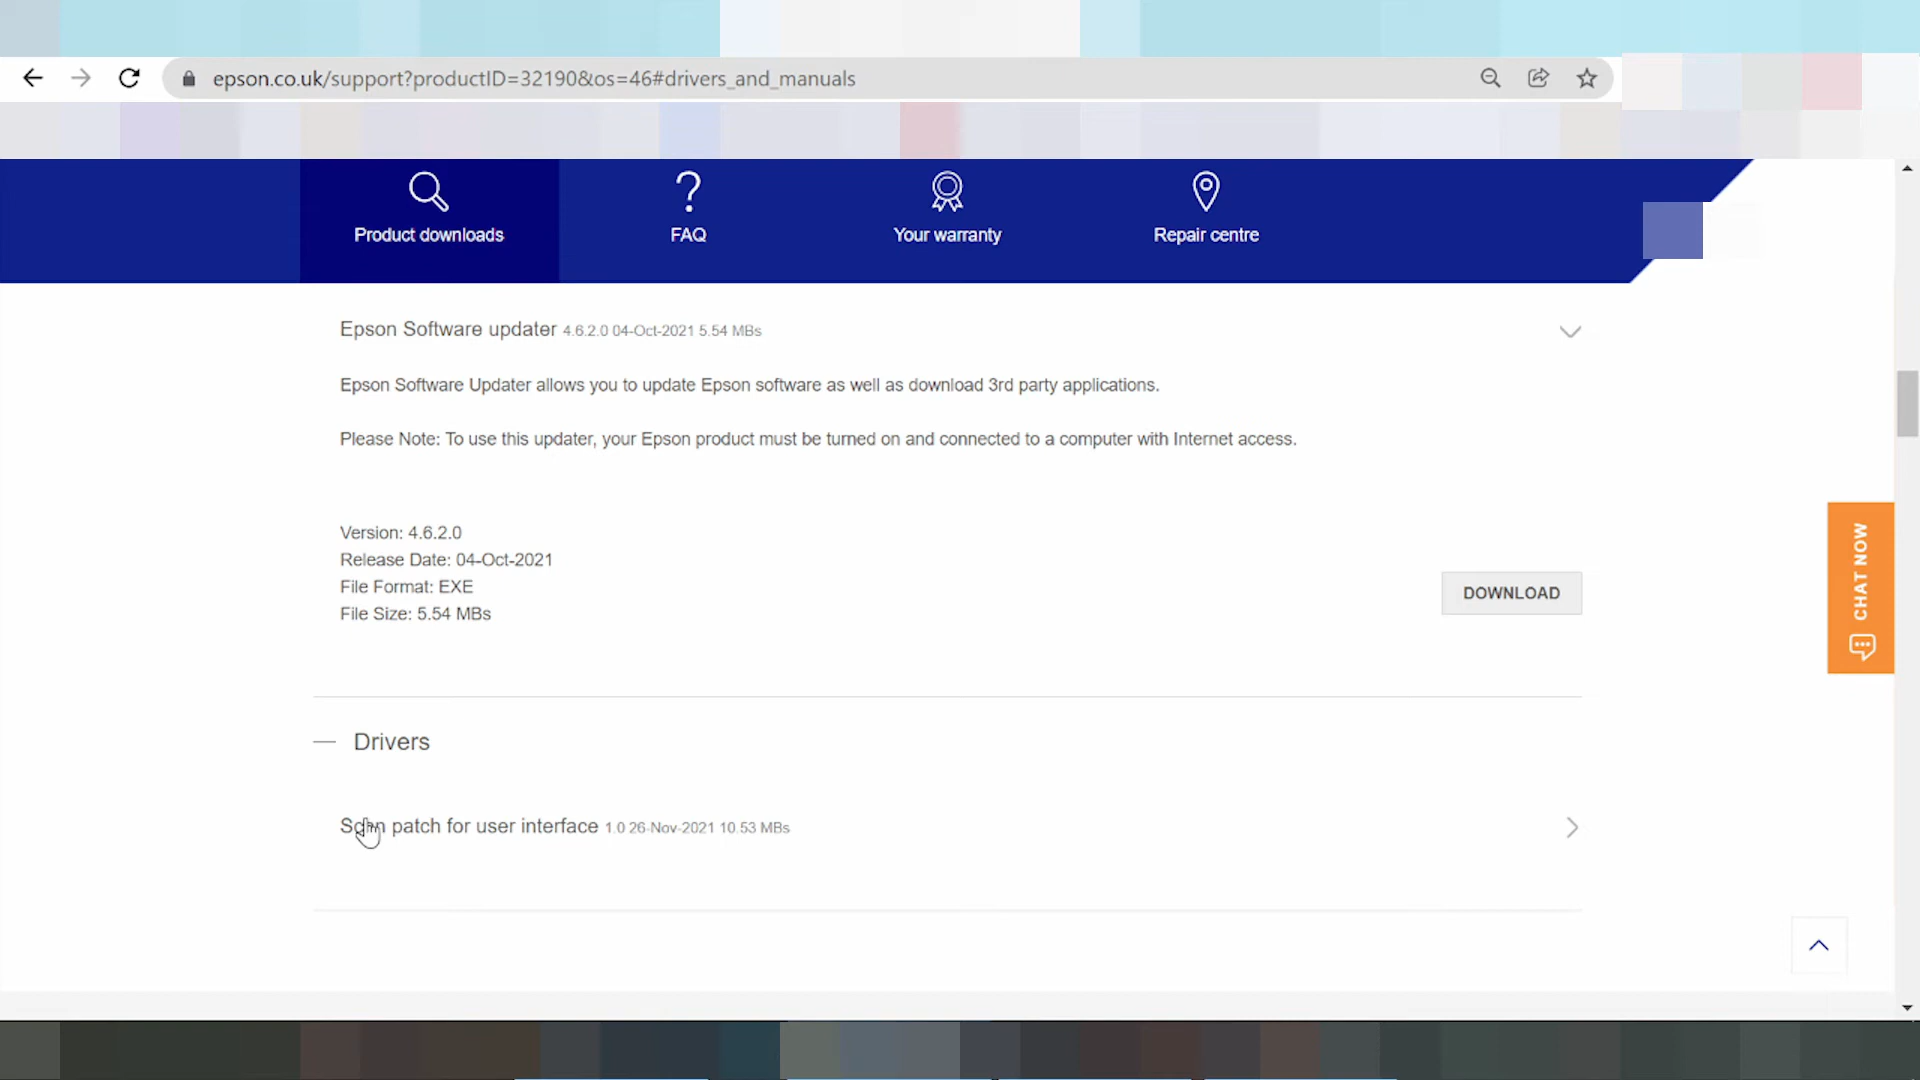 epson.co.uk/support?productID=32190&os=46#drivers_and_manuals
Product downloads
FAQ
Your warranty
Repair centre
Epson Software updater 4.6.2.0 04-Oct-2021 5.54 MBs
Epson Software Updater allows you to update Epson software as well as download 3rd party applications.
Please Note: To use this updater, your Epson product must be turned on and connected to a computer with Internet access.
Version: 4.6.2.0
Release Date: 04-Oct-2021
File Format: EXE
File Size: 5.54 MBs
DOWNLOAD
CHAT NOW
Drivers
Scan patch for user interface 1.0 26-Nov-2021 10.53 MBs